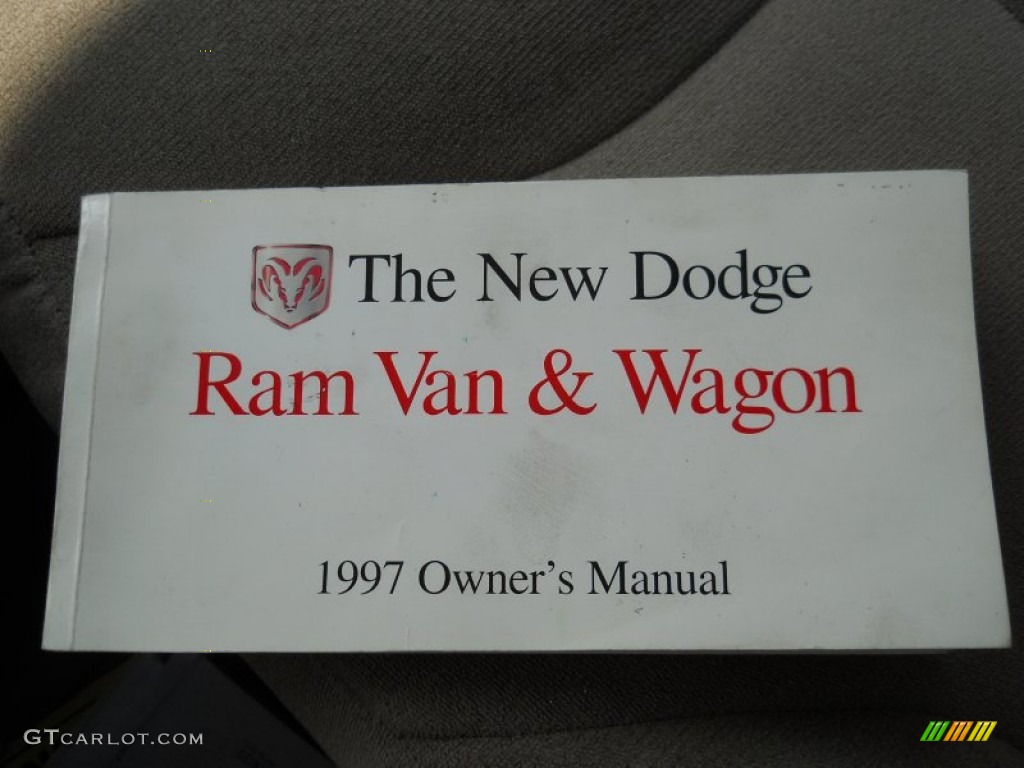 The New Dodge
Ram Van & Wagon
1997 Owner's Manual
GTCARLOT.COM